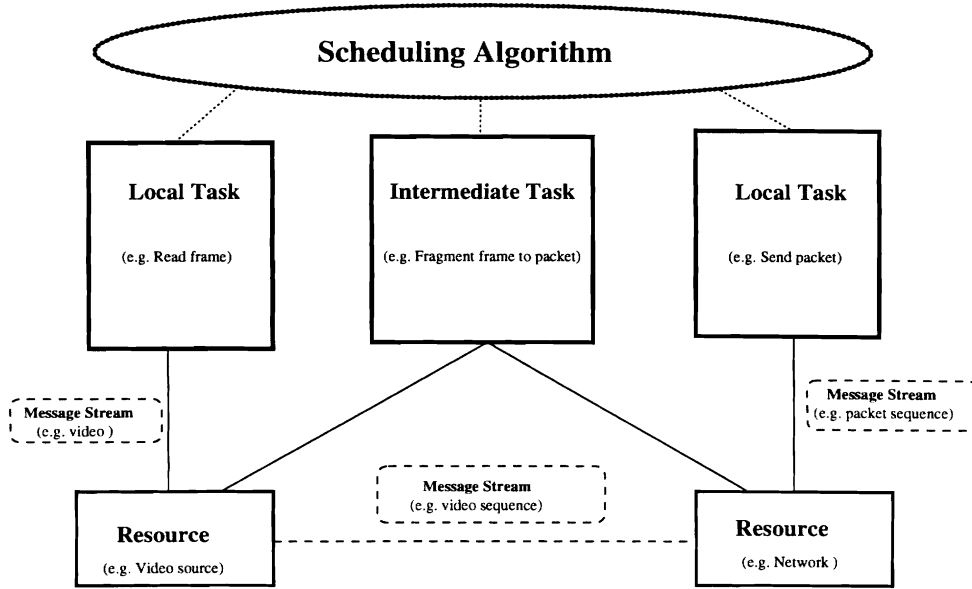 Scheduling Algorithm
Local Task
(e.g. Read frame)
Intermediate Task
(e.g. Fragment frame to packet)
Local Task
(e.g. Send packet)
Message Stream
(e.g. video )
Message Stream
(e.g. packet sequence)
Message Stream
(e.g. video sequence)
Resource
(e.g. Video source)
Resource
(e.g. Network )